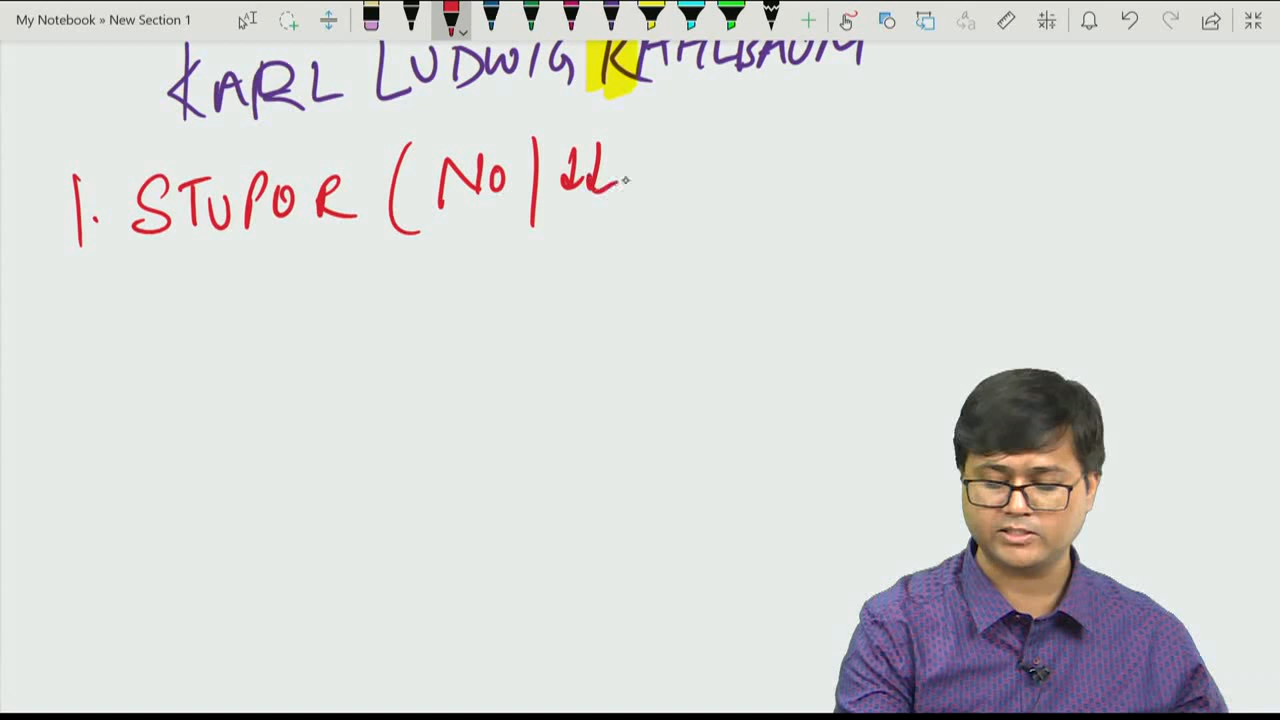 My Notebook » New Section 1
KARL LUDWIG KAHLBAUM
1. STUPOR ( NO | ↓↓